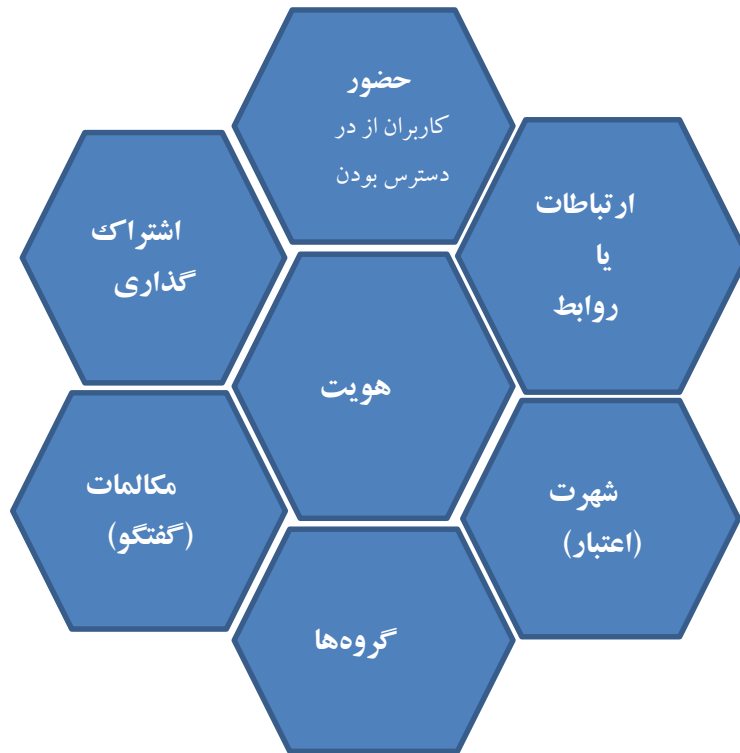 حضور
کاربران از در
دسترس بودن
ارتباطات
یا
روابط
اشتراک
گذاری
هویت
مکالمات
(گفتگو)
شهرت
(اعتبار)
گروه‌ها